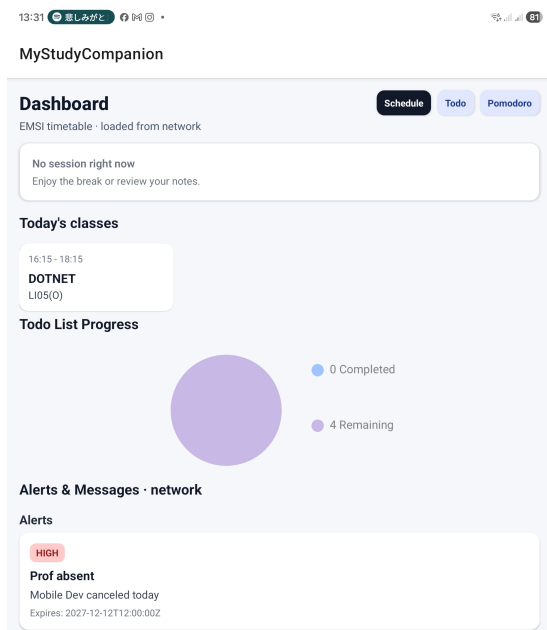 13:31 悲しみがと
81
MyStudyCompanion
Dashboard
Schedule
Todo
Pomodoro
EMSI timetable · loaded from network
No session right now
Enjoy the break or review your notes.
Today's classes
16:15 - 18:15
DOTNET
LI05(O)
Todo List Progress
0 Completed
4 Remaining
Alerts & Messages · network
Alerts
HIGH
Prof absent
Mobile Dev canceled today
Expires: 2027-12-12T12:00:00Z